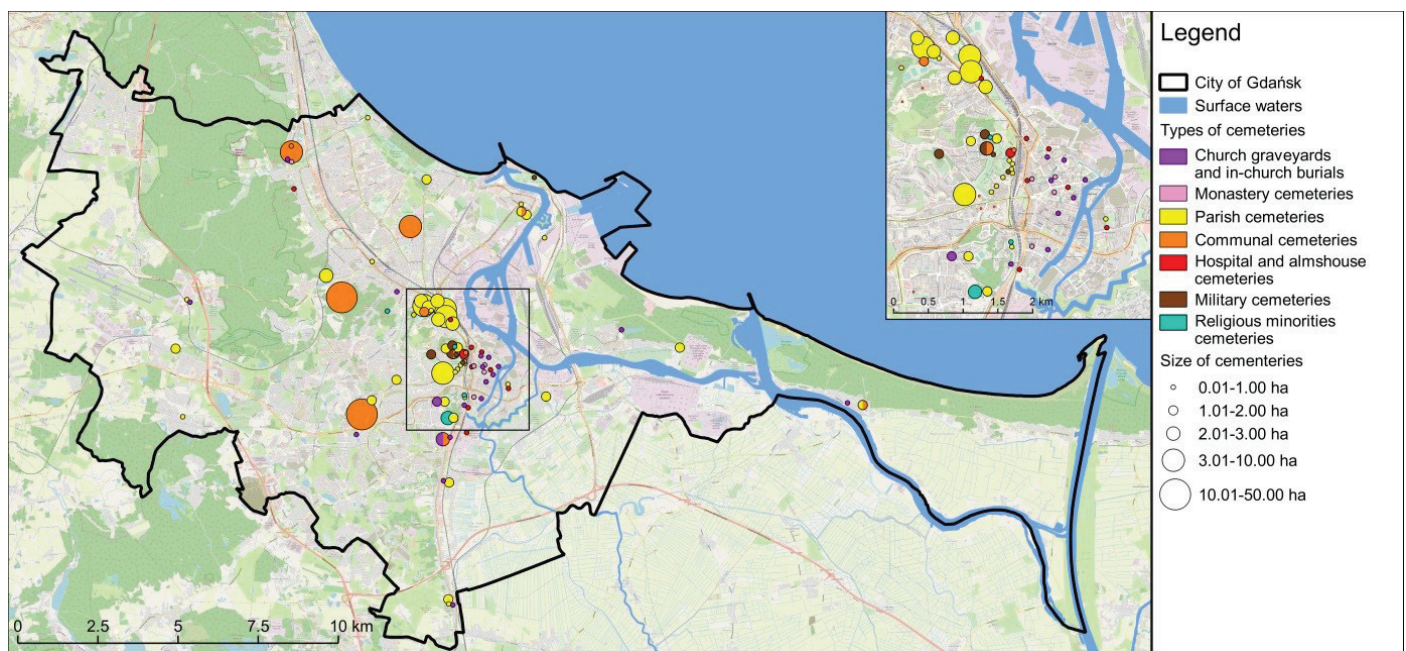 Legend
City of Gdańsk
Surface waters
Types of cemeteries
Church graveyards
and in-church burials
Monastery cemeteries
Parish cemeteries
Communal cemeteries
Hospital and almshouse
cemeteries
Military cemeteries
Religious minorities
cemeteries
Size of cementeries
0.01-1.00 ha
1.01-2.00 ha
2.01-3.00 ha
3.01-10.00 ha
10.01-50.00 ha
0 0.5 1 1.5 2 km
0 2.5 5 7.5 10 km